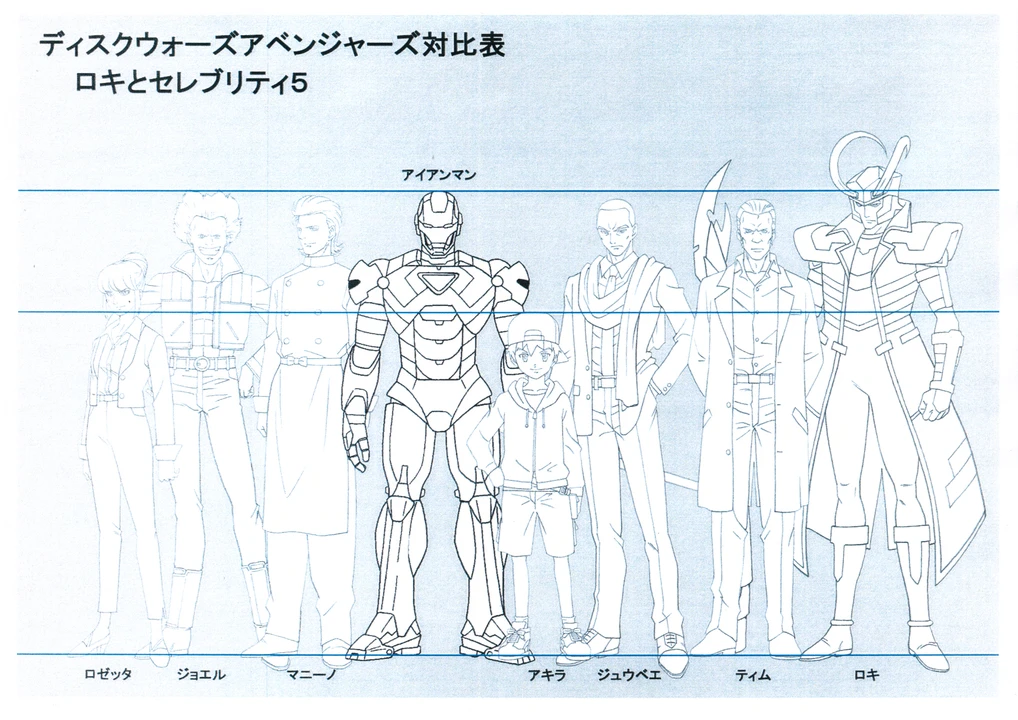 ディスクウォーズアベンジャーズ対比表
ロキとセレブリティ5
アイアンマン
ロゼッタ
ジョエル
マニーノ
アキラ
ジュウベエ
ティム
ロキ